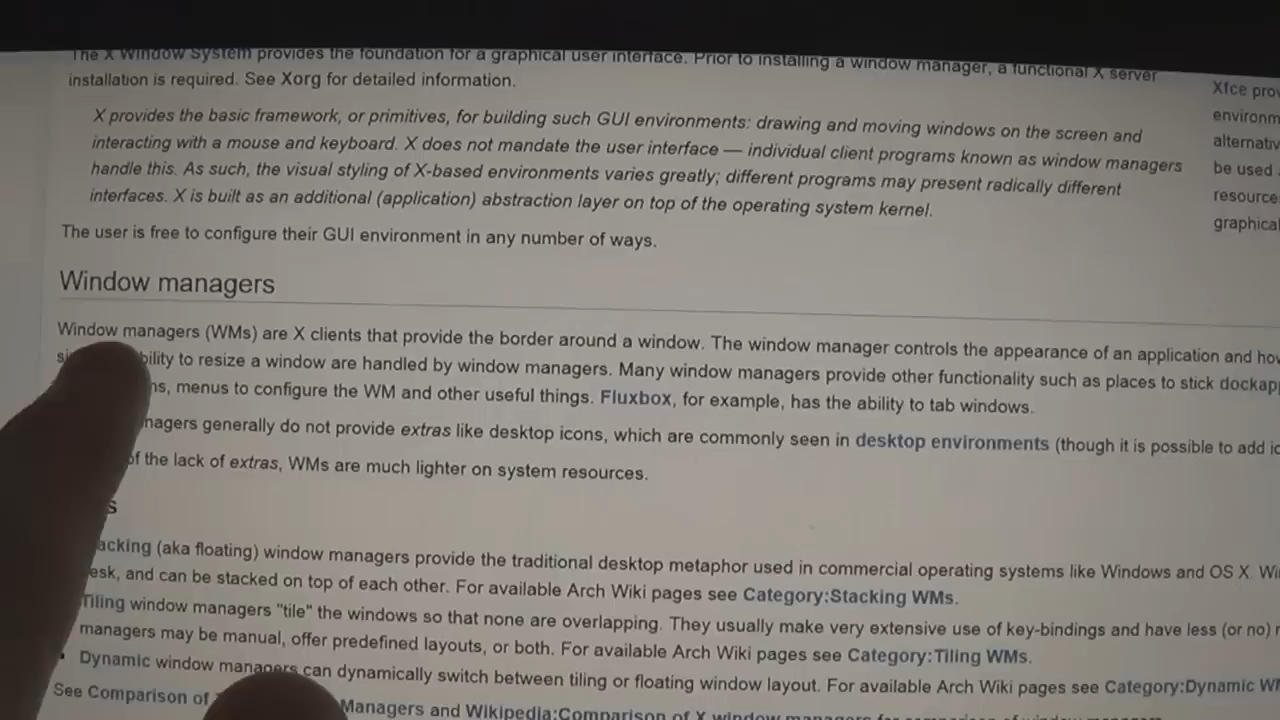 The X Window System provides the foundation for a graphical user interface. Prior to installing a window manager, a functional X server
installation is required. See Xorg for detailed information.
X provides the basic framework, or primitives, for building such GUI environments: drawing and moving windows on the screen and
interacting with a mouse and keyboard. X does not mandate the user interface — individual client programs known as window managers
handle this. As such, the visual styling of X-based environments varies greatly; different programs may present radically different
interfaces. X is built as an additional (application) abstraction layer on top of the operating system kernel.
The user is free to configure their GUI environment in any number of ways.
Xfce
environm
alternativ
be used
resource
graphical
Window managers
Window managers (WMs) are X clients that provide the border around a window. The window manager controls the appearance of an application and how
bility to resize a window are handled by window managers. Many window managers provide other functionality such as places to stick dockapp
ns, menus to configure the WM and other useful things. Fluxbox, for example, has the ability to tab windows.
nagers generally do not provide extras like desktop icons, which are commonly seen in desktop environments (though it is possible to add ic
of the lack of extras, WMs are much lighter on system resources.
s
acking (aka floating) window managers provide the traditional desktop metaphor used in commercial operating systems like Windows and OS X. Wi
esk, and can be stacked on top of each other. For available Arch Wiki pages see Category:Stacking WMs.
Tiling window managers "tile" the windows so that none are overlapping. They usually make very extensive use of key-bindings and have less (or no) r
managers may be manual, offer predefined layouts, or both. For available Arch Wiki pages see Category:Tiling WMs.
Dynamic window managers can dynamically switch between tiling or floating window layout. For available Arch Wiki pages see Category:Dynamic WM
See Comparison of Managers and Wikipedia:Comparison of X window managers for comparison of window managers